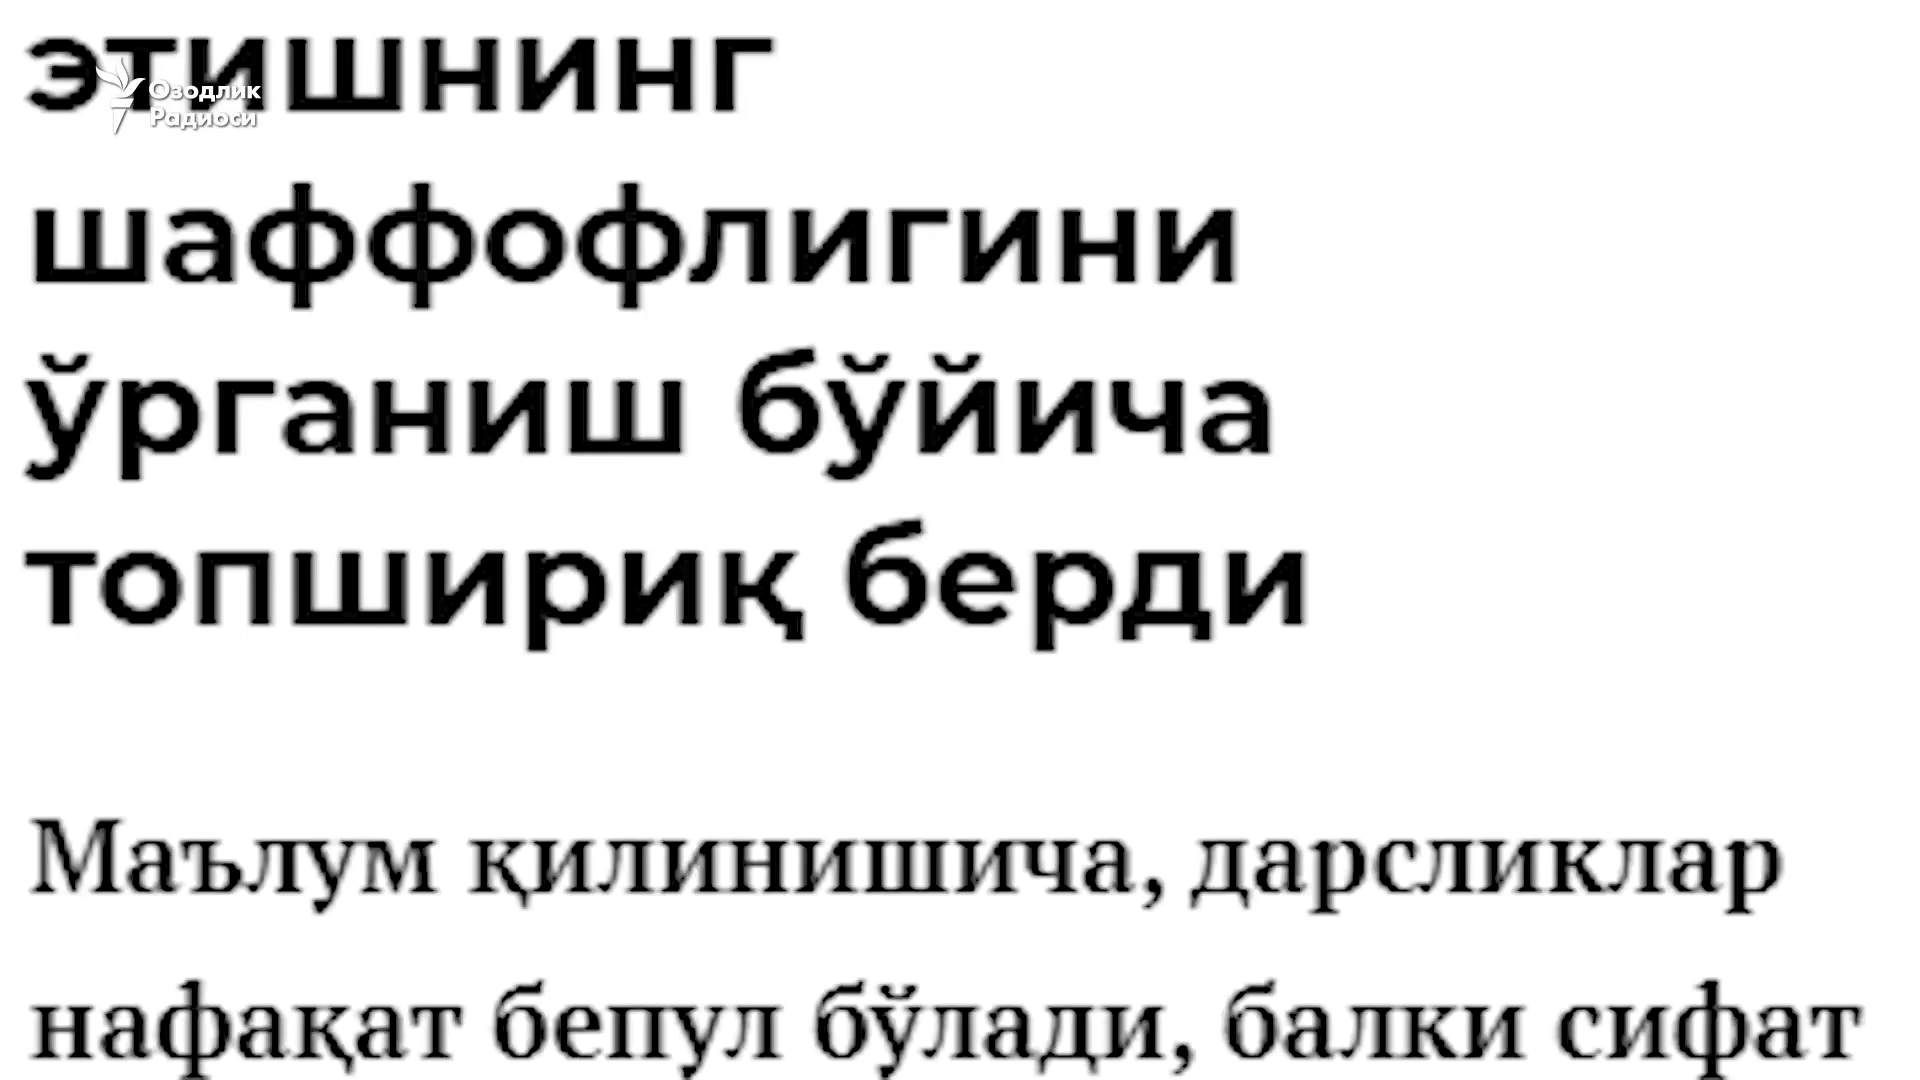 этишнинг
Озодлик
Радиоси
шаффофлигини
ўрганиш бўйича
топшириқ берди
Маълум қилинишича, дарсликлар
нафақат бепул бўлади, балки сифат